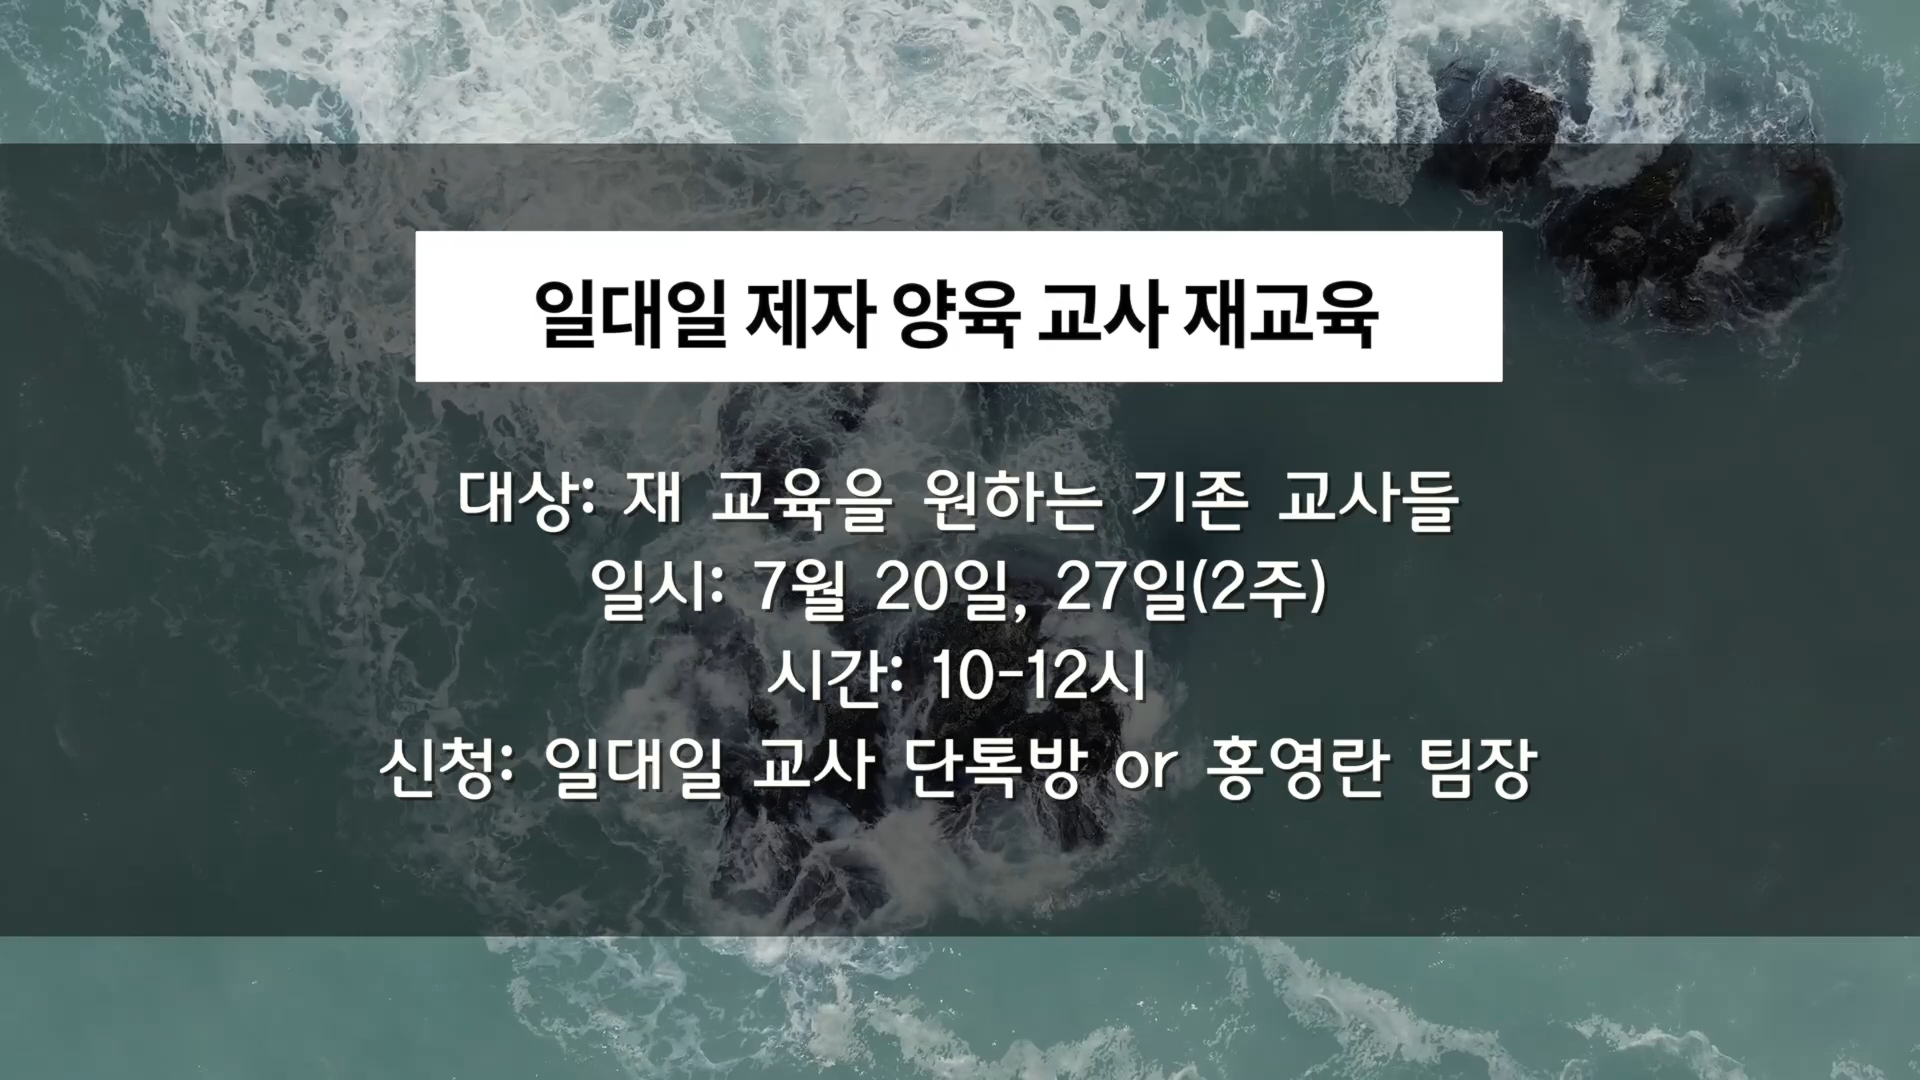 일대일 제자 양육 교사 재교육
대상: 재 교육을 원하는 기존 교사들
일시: 7월 20일, 27일(2주)
시간: 10-12시
신청: 일대일 교사 단톡방 or 홍영란 팀장